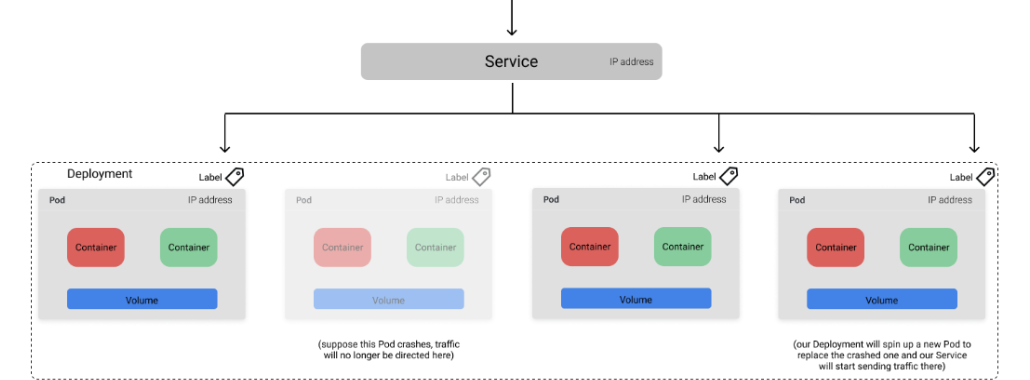 Service IP address
Deployment
Label
Label
Label
Label
Pod IP address
Pod IP address
Pod IP address
Pod IP address
Container Container
Container Container
Container Container
Container Container
Volume
Volume
Volume
Volume
(suppose this Pod crashes, traffic
will no longer be directed here)
(our Deployment will spin up a new Pod to
replace the crashed one and our Service
will start sending traffic there)